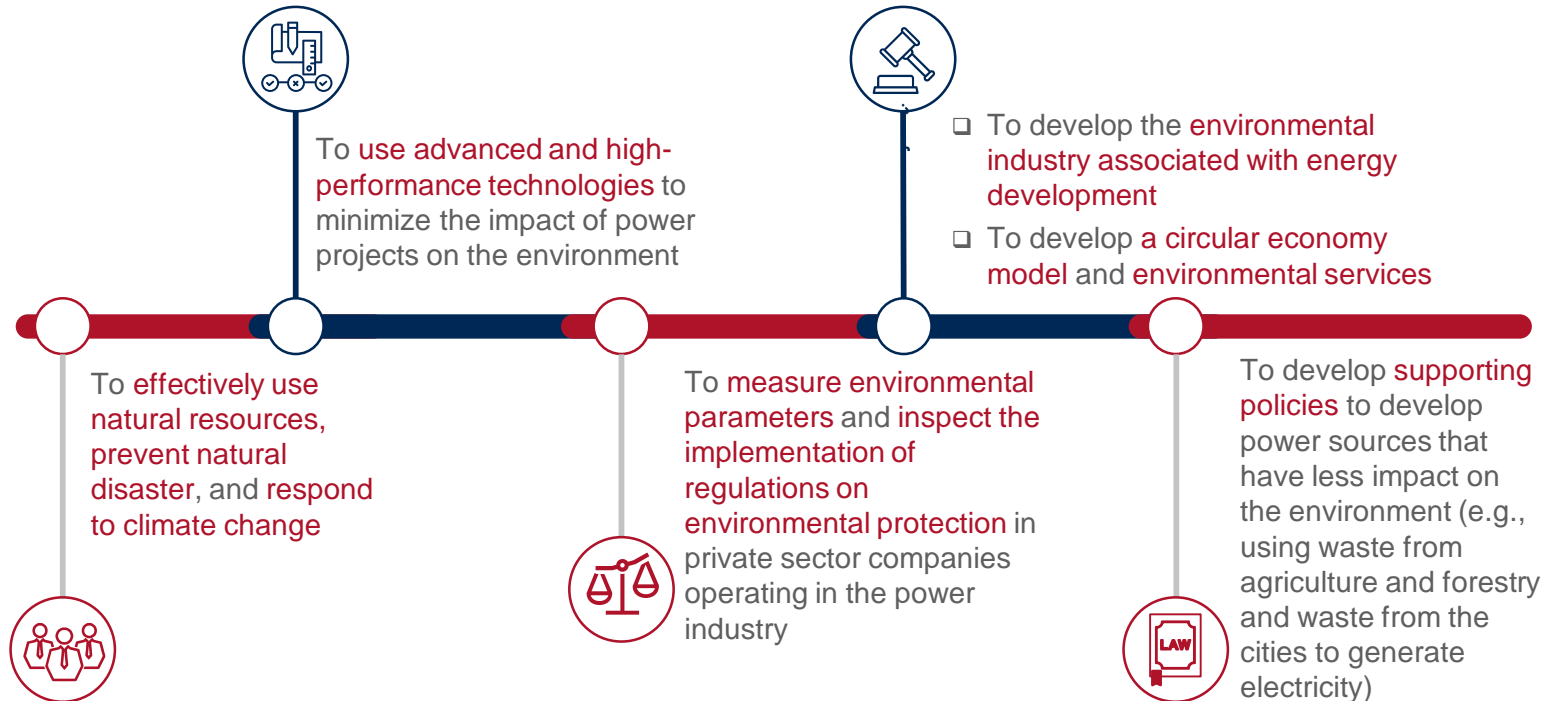 To use advanced and high-
performance technologies to
minimize the impact of power
projects on the environment
❑ To develop the environmental
industry associated with energy
development
❑ To develop a circular economy
model and environmental services
To effectively use
natural resources,
prevent natural
disaster, and respond
to climate change
To measure environmental
parameters and inspect the
implementation of
regulations on
environmental protection in
private sector companies
operating in the power
industry
To develop supporting
policies to develop
power sources that
have less impact on
the environment (e.g.,
using waste from
agriculture and forestry
and waste from the
cities to generate
electricity)
LAW